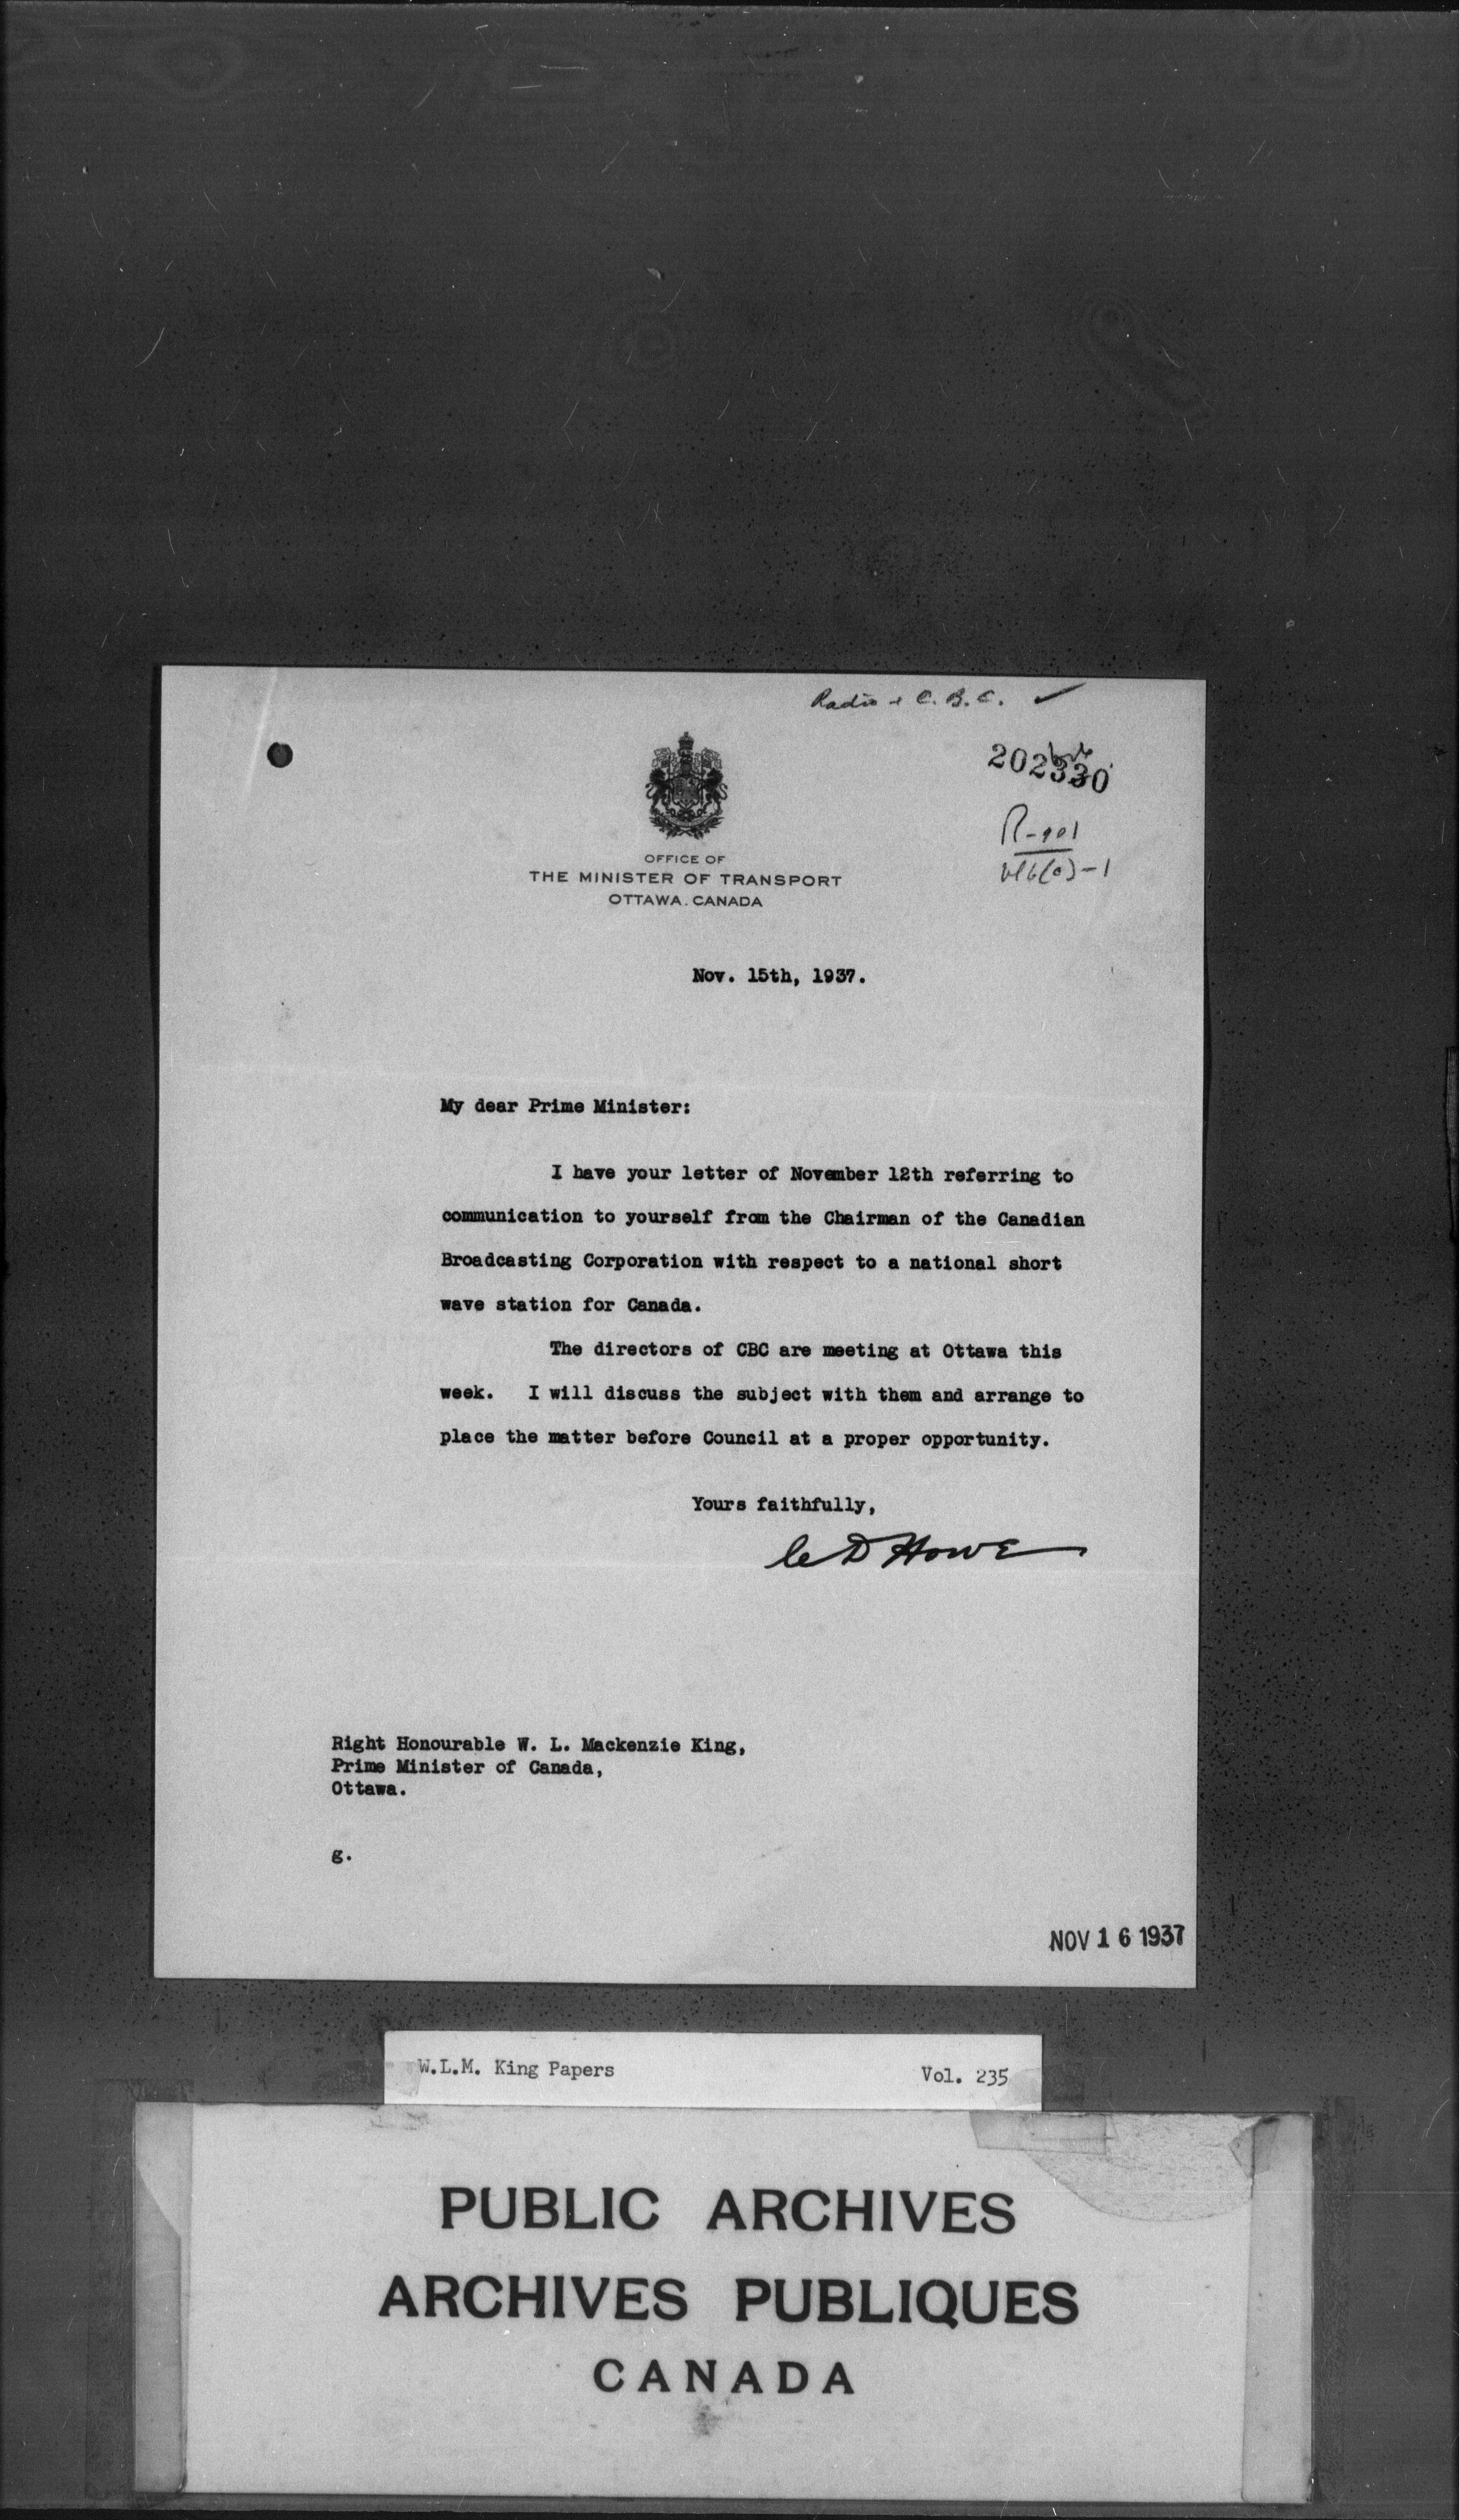 Radio & C.B.C.
202330
R-901
OFFICE OF
THE MINISTER OF TRANSPORT
OTTAWA. CANADA
Nov. 15th, 1937.
My dear Prime Minister:
I have your letter of November 12th referring to
communication to yourself from the Chairman of the Canadian
Broadcasting Corporation with respect to a national short
wave station for Canada.
The directors of CBC are meeting at Ottawa this
week. I will discuss the subject with them and arrange to
place the matter before Council at a proper opportunity.
Yours faithfully,
C D Howe
Right Honourable W. L. Mackenzie King,
Prime Minister of Canada,
Ottawa.
g.
NOV 16 1937
W.L.M. King Papers Vol. 235
PUBLIC ARCHIVES
ARCHIVES PUBLIQUES
CANADA